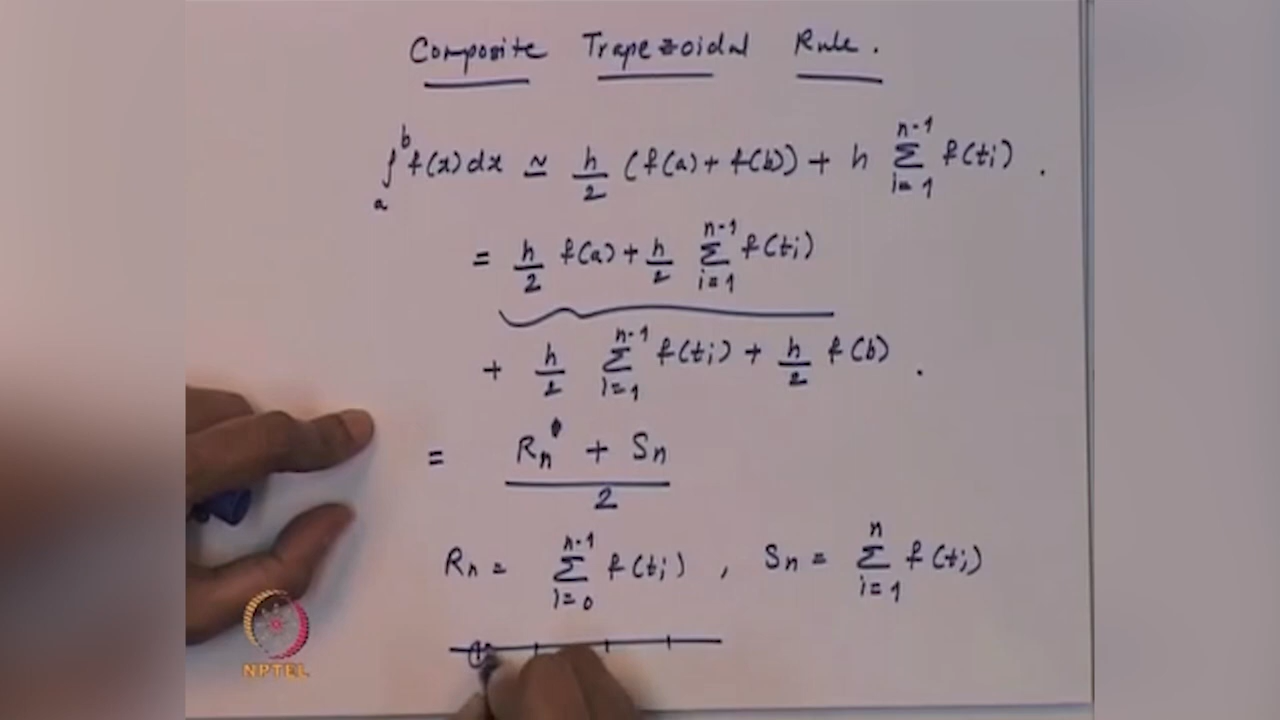 Composite Trapezoidal Rule.
∫_a^b f(x)dx ≃ h/2 (f(a) + f(b)) + h Σ_{i=1}^{n-1} f(ti).
= h/2 f(a) + h/2 Σ_{i=1}^{n-1} f(ti)
+ h/2 Σ_{i=1}^{n-1} f(ti) + h/2 f(b).
= (Rn + Sn)/2
Rn = Σ_{i=0}^{n-1} f(ti), Sn = Σ_{i=1}^{n} f(ti)
NPTEL